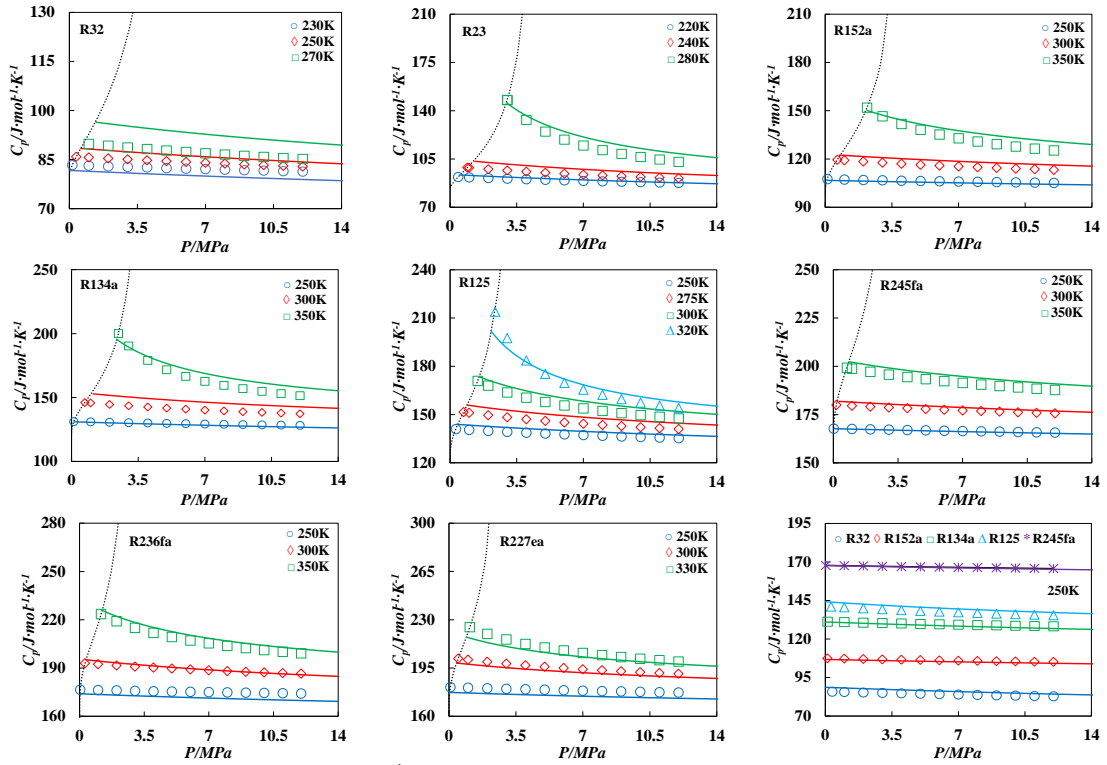 R32
○ 230K
◇ 250K
□ 270K
130
115
100
85
70
0 3.5 7 10.5 14
Cp/J·mol-1·K-1
P/MPa
R23
○ 220K
◇ 240K
□ 280K
210
175
140
105
70
0 3.5 7 10.5 14
Cp/J·mol-1·K-1
P/MPa
R152a
○ 250K
◇ 300K
□ 350K
210
180
150
120
90
0 3.5 7 10.5 14
Cp/J·mol-1·K-1
P/MPa
R134a
○ 250K
◇ 300K
□ 350K
250
200
150
100
0 3.5 7 10.5 14
Cp/J·mol-1·K-1
P/MPa
R125
○ 250K
◇ 275K
□ 300K
△ 320K
240
210
180
150
120
0 3.5 7 10.5 14
Cp/J·mol-1·K-1
P/MPa
R245fa
○ 250K
◇ 300K
□ 350K
250
225
200
175
150
0 3.5 7 10.5 14
Cp/J·mol-1·K-1
P/MPa
R236fa
○ 250K
◇ 300K
□ 350K
280
250
220
190
160
0 3.5 7 10.5 14
Cp/J·mol-1·K-1
P/MPa
R227ea
○ 250K
◇ 300K
□ 330K
300
265
230
195
160
0 3.5 7 10.5 14
Cp/J·mol-1·K-1
P/MPa
○ R32 ◇ R152a □ R134a △ R125 * R245fa
250K
195
170
145
120
95
70
0 3.5 7 10.5 14
Cp/J·mol-1·K-1
P/MPa